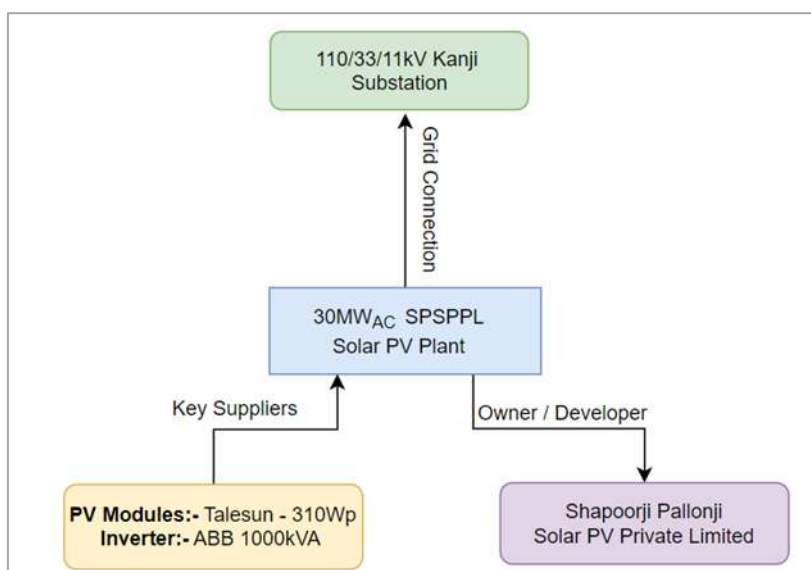 110/33/11kV Kanji
Substation
Grid Connection
30MWAC SPSPPL
Solar PV Plant
Key Suppliers
Owner / Developer
PV Modules:- Talesun - 310Wp
Inverter:- ABB 1000kVA
Shapoorji Pallonji
Solar PV Private Limited